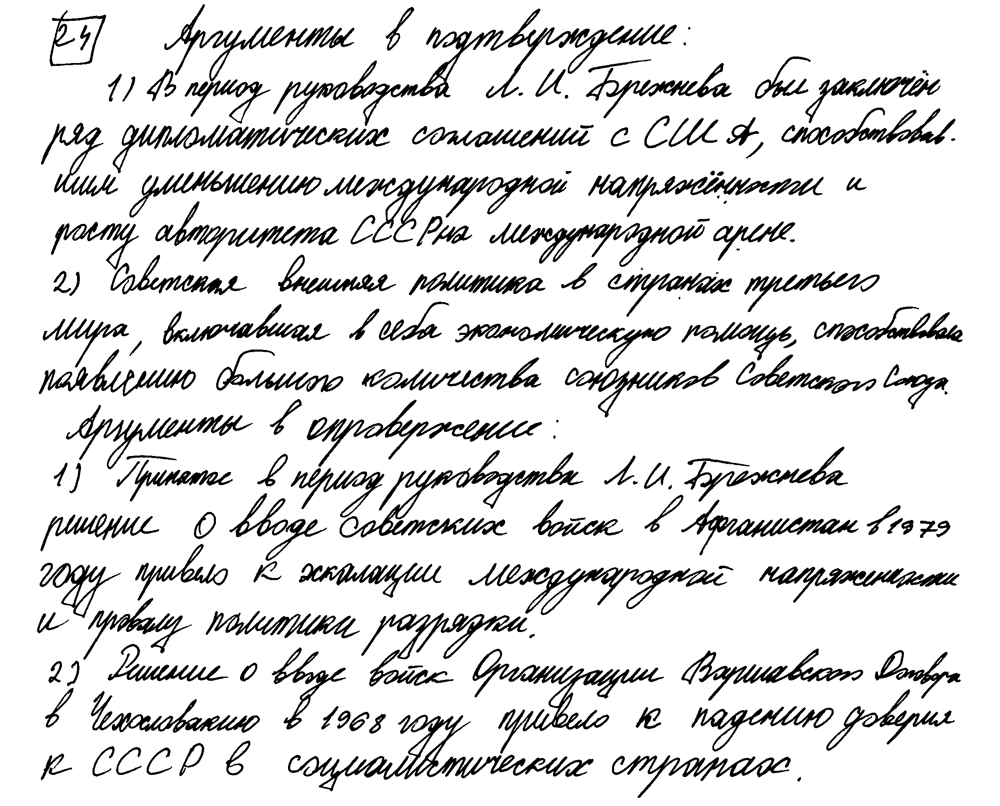 24 Аргументы в подтверждение:
1) В период руководства Л. И. Брежнева был заключён
ряд дипломатических соглашений с США, способствовав-
ших уменьшению международной напряжённости и
росту авторитета СССР на международной арене.
2) Советская внешняя политика в странах третьего
мира, включавшая в себя экономическую помощь, способствовала
появлению большого количества союзников Советского Союза.
Аргументы в опровержение:
1) Принятое в период руководства Л. И. Брежнева
решение о вводе советских войск в Афганистан в 1979
году привело к эскалации международной напряженности
и провалу политики разрядки.
2) Решение о вводе войск Организации Варшавского Договора
в Чехословакию в 1968 году привело к падению доверия
к СССР в социалистических странах.